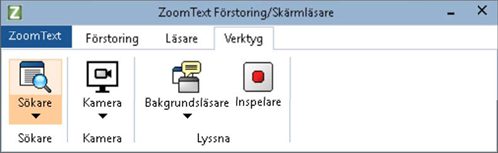 ZoomText Förstoring/Skärmläsare
ZoomText Förstoring Läsare Verktyg
Sökare Kamera Bakgrundsläsare Inspelare
Sökare Kamera Lyssna